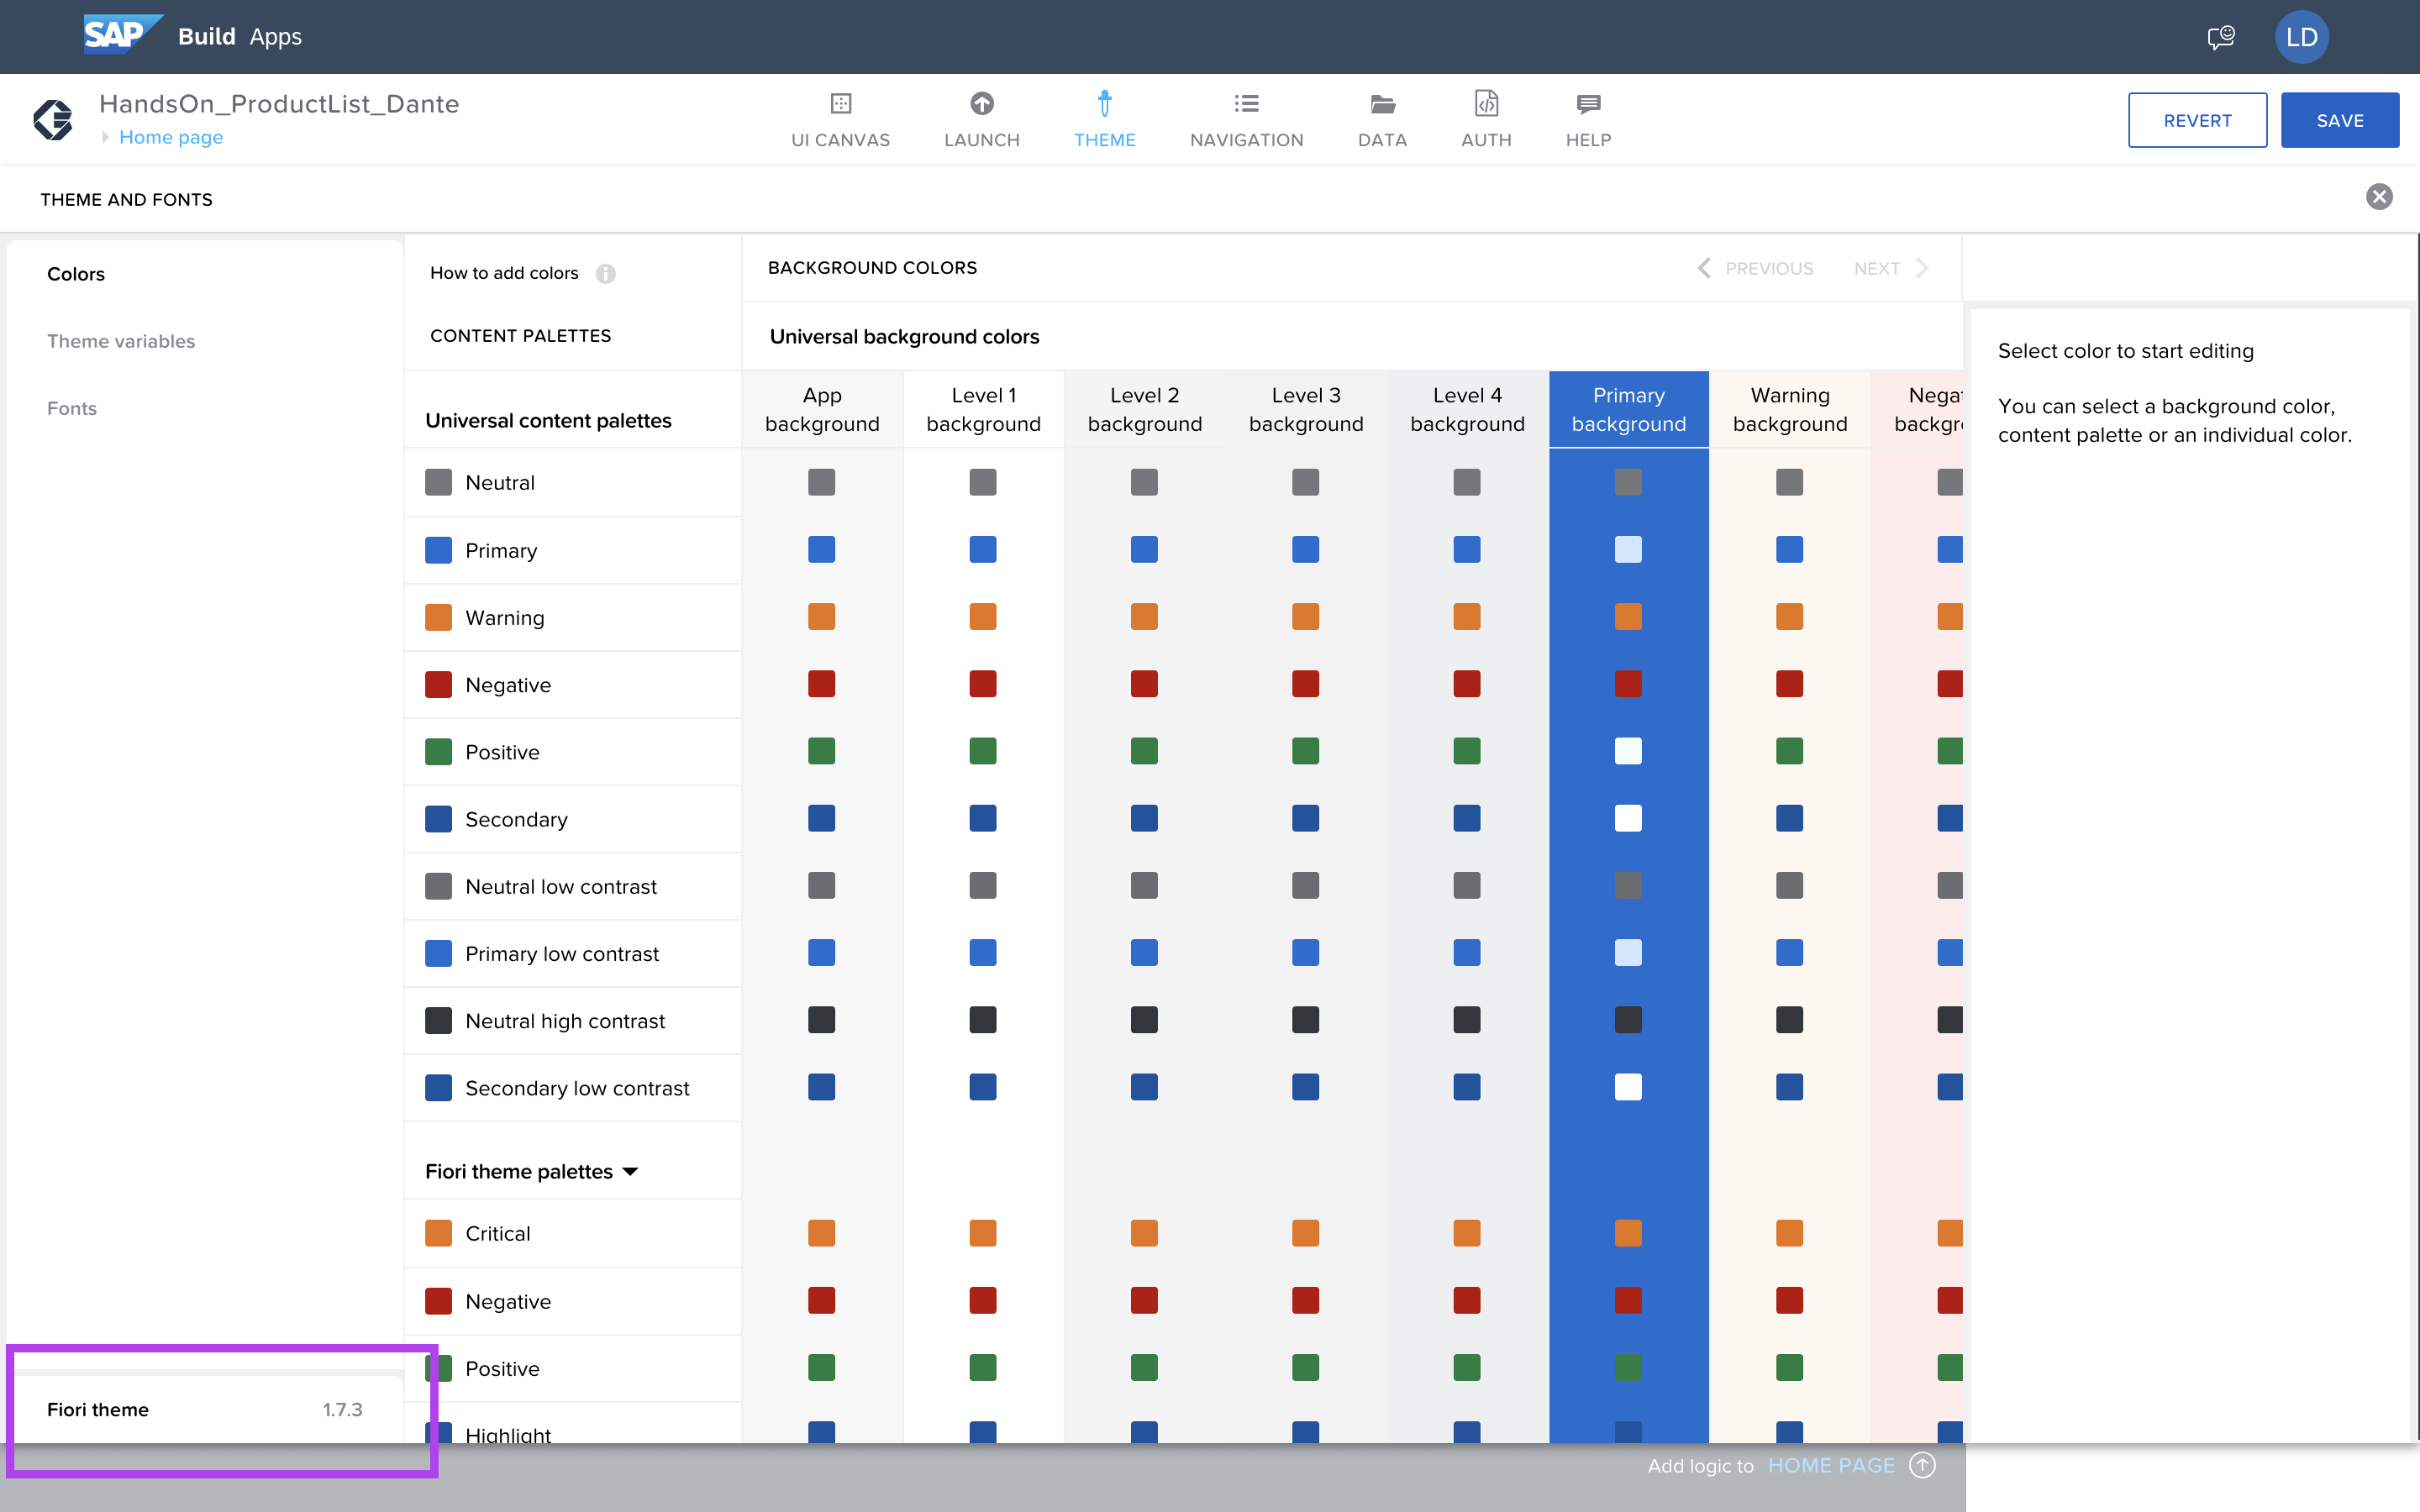 SAP Build Apps
LD
HandsOn_ProductList_Dante
Home page
UI CANVAS
LAUNCH
THEME
NAVIGATION
DATA
AUTH
HELP
REVERT
SAVE
THEME AND FONTS
Colors
Theme variables
Fonts
How to add colors
CONTENT PALETTES
BACKGROUND COLORS
PREVIOUS
NEXT
Universal background colors
Universal content palettes
App
background
Level 1
background
Level 2
background
Level 3
background
Level 4
background
Primary
background
Warning
background
Negat
backgr
Neutral
Primary
Warning
Negative
Positive
Secondary
Neutral low contrast
Primary low contrast
Neutral high contrast
Secondary low contrast
Fiori theme palettes
Critical
Negative
Positive
Highlight
Select color to start editing
You can select a background color,
content palette or an individual color.
Fiori theme 1.7.3
Add logic to HOME PAGE